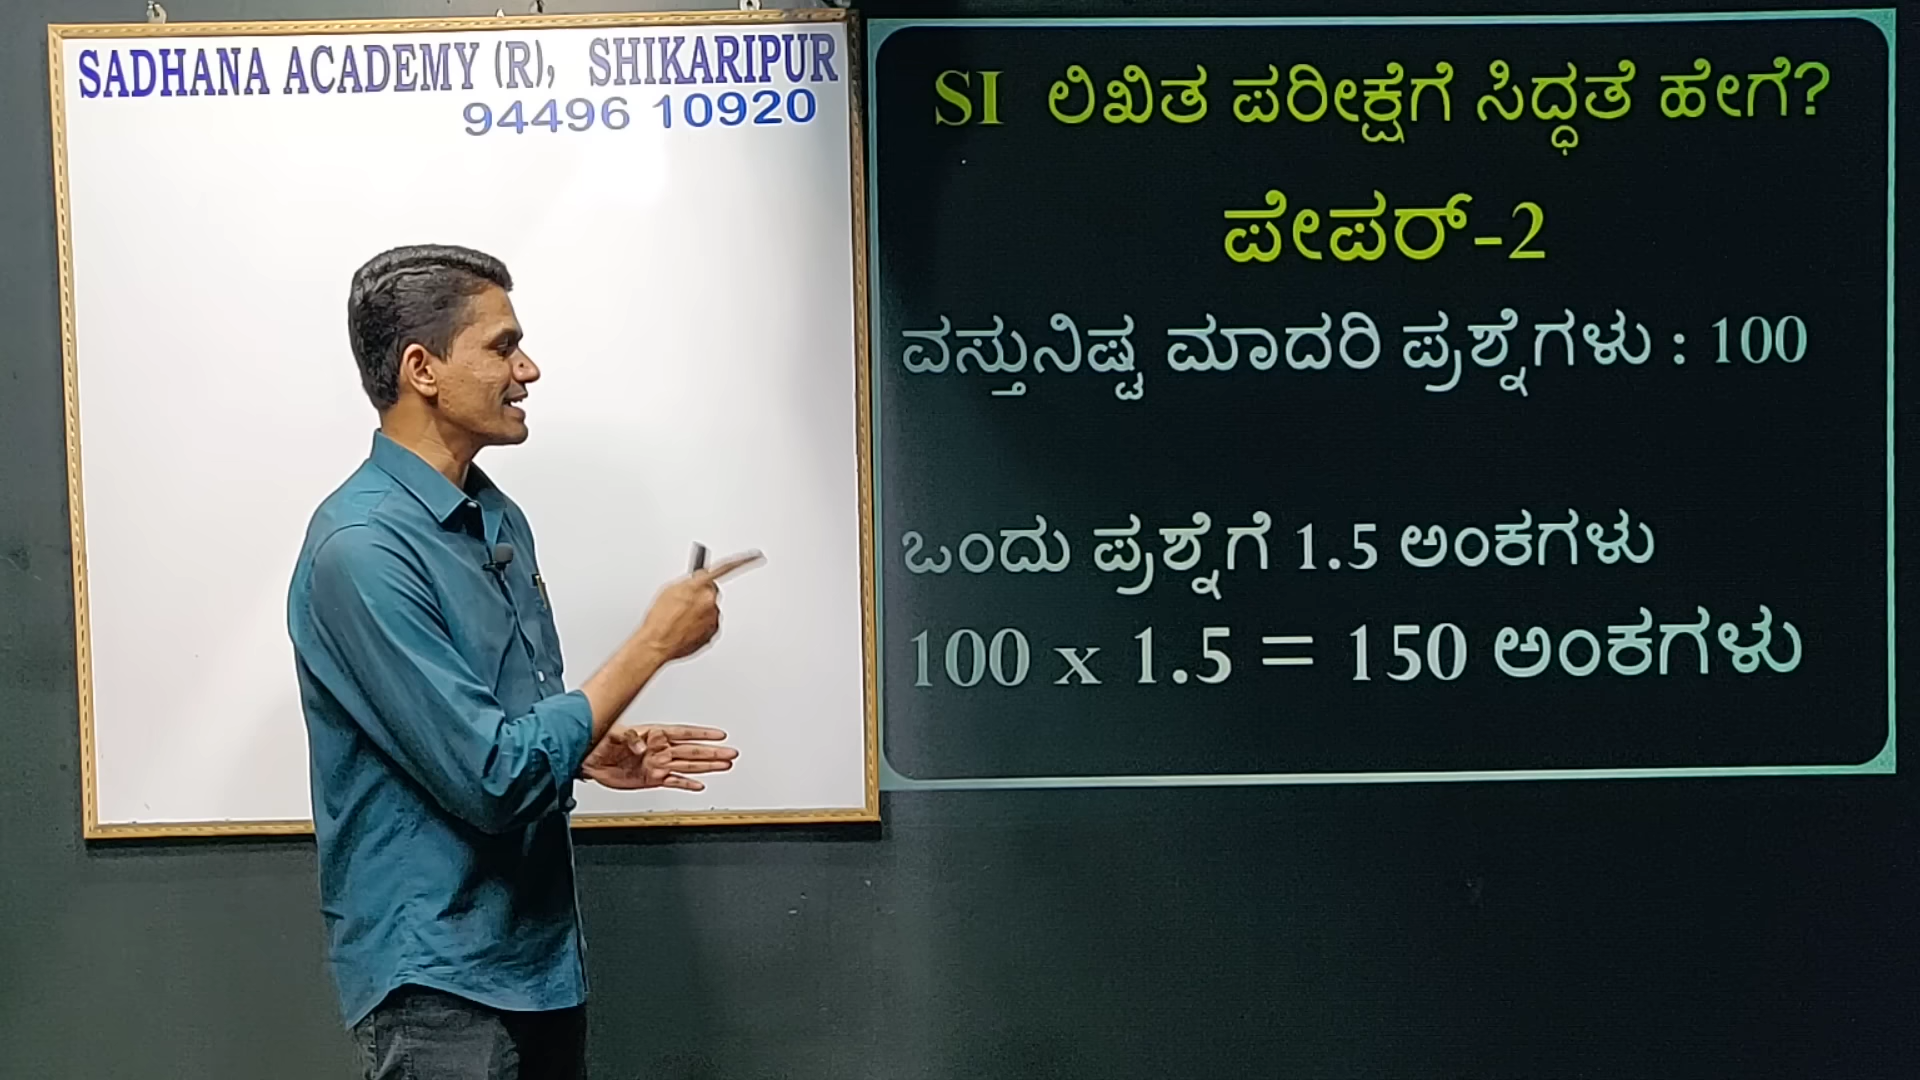 SADHANA ACADEMY (R), SHIKARIPUR
94496 10920
SI ಲಿಖಿತ ಪರೀಕ್ಷೆಗೆ ಸಿದ್ಧತೆ ಹೇಗೆ?
ಪೇಪರ್-2
ವಸ್ತುನಿಷ್ಟ ಮಾದರಿ ಪ್ರಶ್ನೆಗಳು : 100
ಒಂದು ಪ್ರಶ್ನೆಗೆ 1.5 ಅಂಕಗಳು
100 x 1.5 = 150 ಅಂಕಗಳು